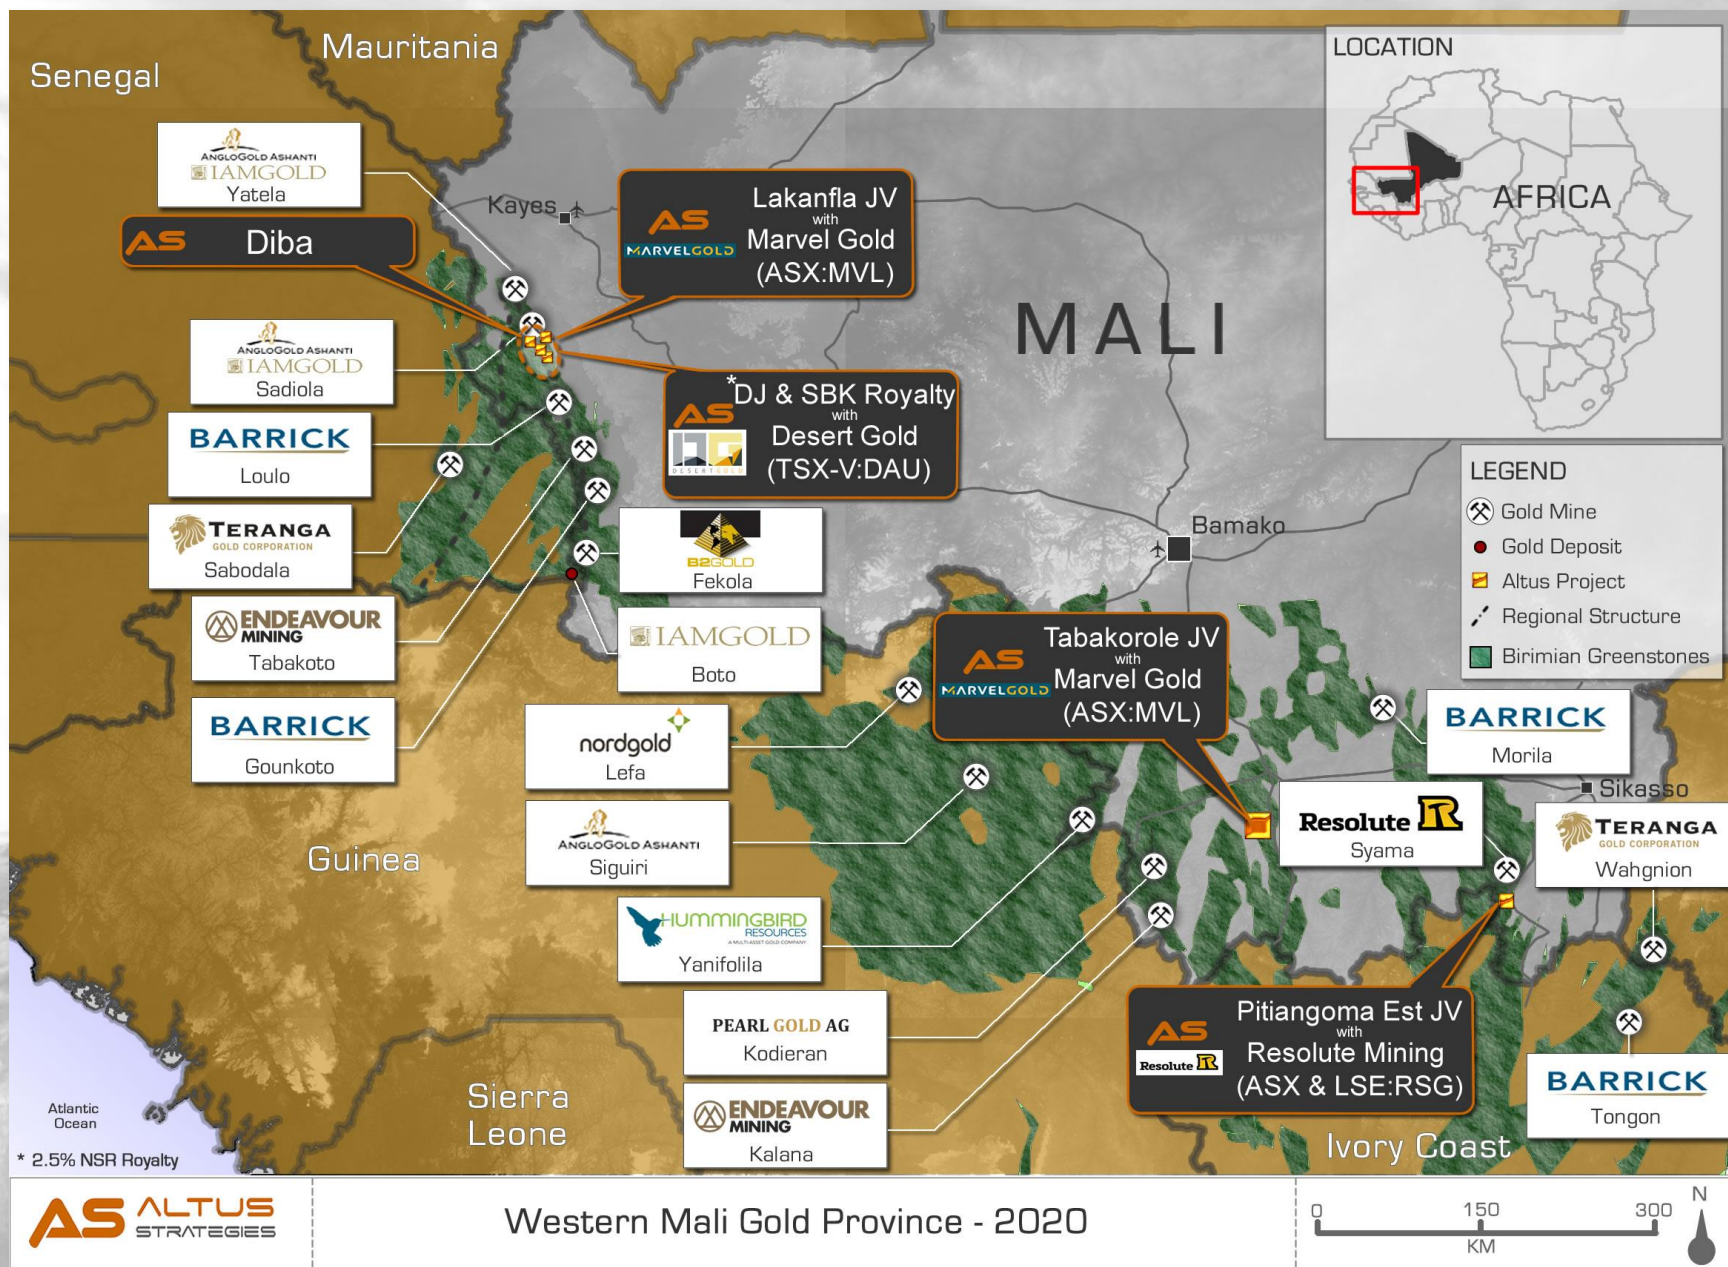 Senegal
Mauritania
LOCATION
AFRICA
ANGLOGOLD ASHANTI
IAMGOLD
Yatela
AS
Diba
Kayes
AS
MARVELGOLD
Lakanfla JV
with
Marvel Gold
(ASX:MVL)
MALI
ANGLOGOLD ASHANTI
IAMGOLD
Sadiola
BARRICK
Loulo
AS
DESERT GOLD
*DJ & SBK Royalty
with
Desert Gold
(TSX-V:DAU)
TERANGA
GOLD CORPORATION
Sabodala
B2GOLD
Fekola
Bamako
LEGEND
Gold Mine
Gold Deposit
Altus Project
Regional Structure
Birimian Greenstones
ENDEAVOUR
MINING
Tabakoto
IAMGOLD
Boto
AS
MARVELGOLD
Tabakorole JV
with
Marvel Gold
(ASX:MVL)
BARRICK
Gounkoto
nordgold
Lefa
BARRICK
Morila
Sikasso
Resolute R
Syama
TERANGA
GOLD CORPORATION
Wahgnion
Guinea
ANGLOGOLD ASHANTI
Siguiri
HUMMINGBIRD
RESOURCES
A MULTI-ASSET GOLD COMPANY
Yanifolila
PEARL GOLD AG
Kodieran
AS
Resolute R
Pitiangoma Est JV
with
Resolute Mining
(ASX & LSE:RSG)
BARRICK
Tongon
Sierra
Leone
ENDEAVOUR
MINING
Kalana
Ivory Coast
Atlantic
Ocean
* 2.5% NSR Royalty
AS ALTUS
STRATEGIES
Western Mali Gold Province - 2020
0 150 300
KM
N